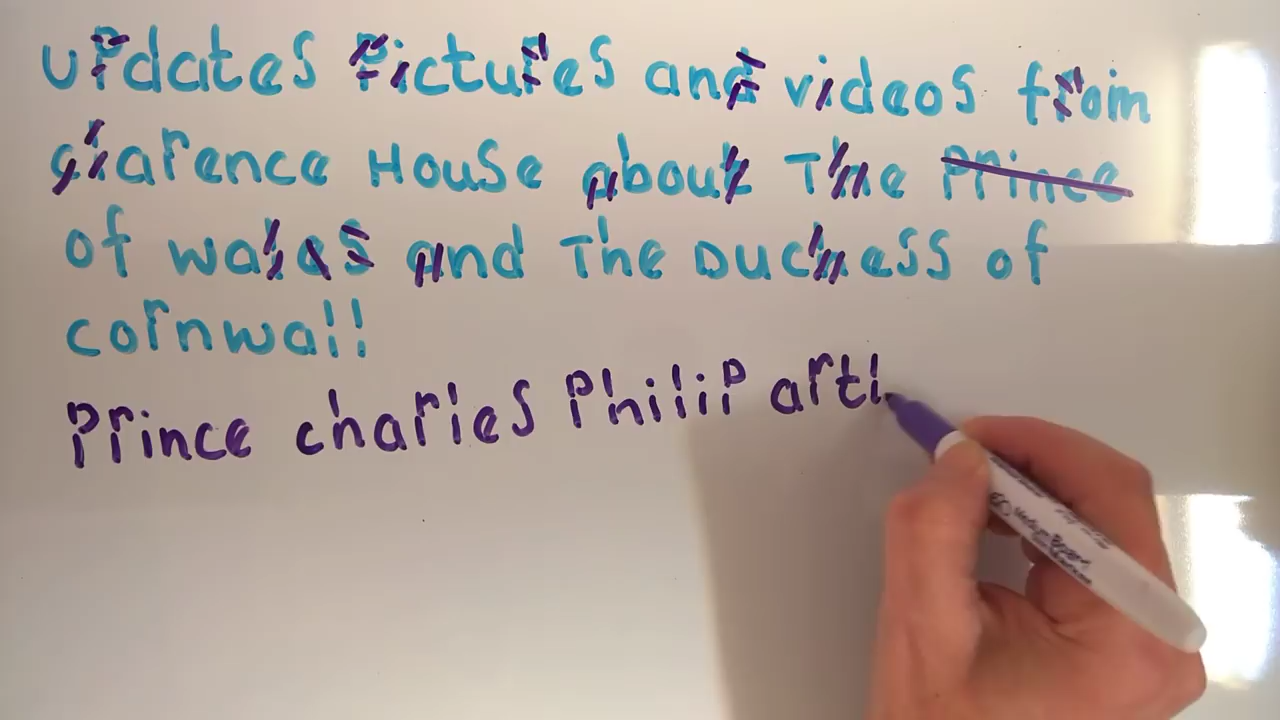 uPdates Pictures and videos from
clarence House about The Prince
of wales and The Duchess of
cornwall
Prince charles PhiliP arth